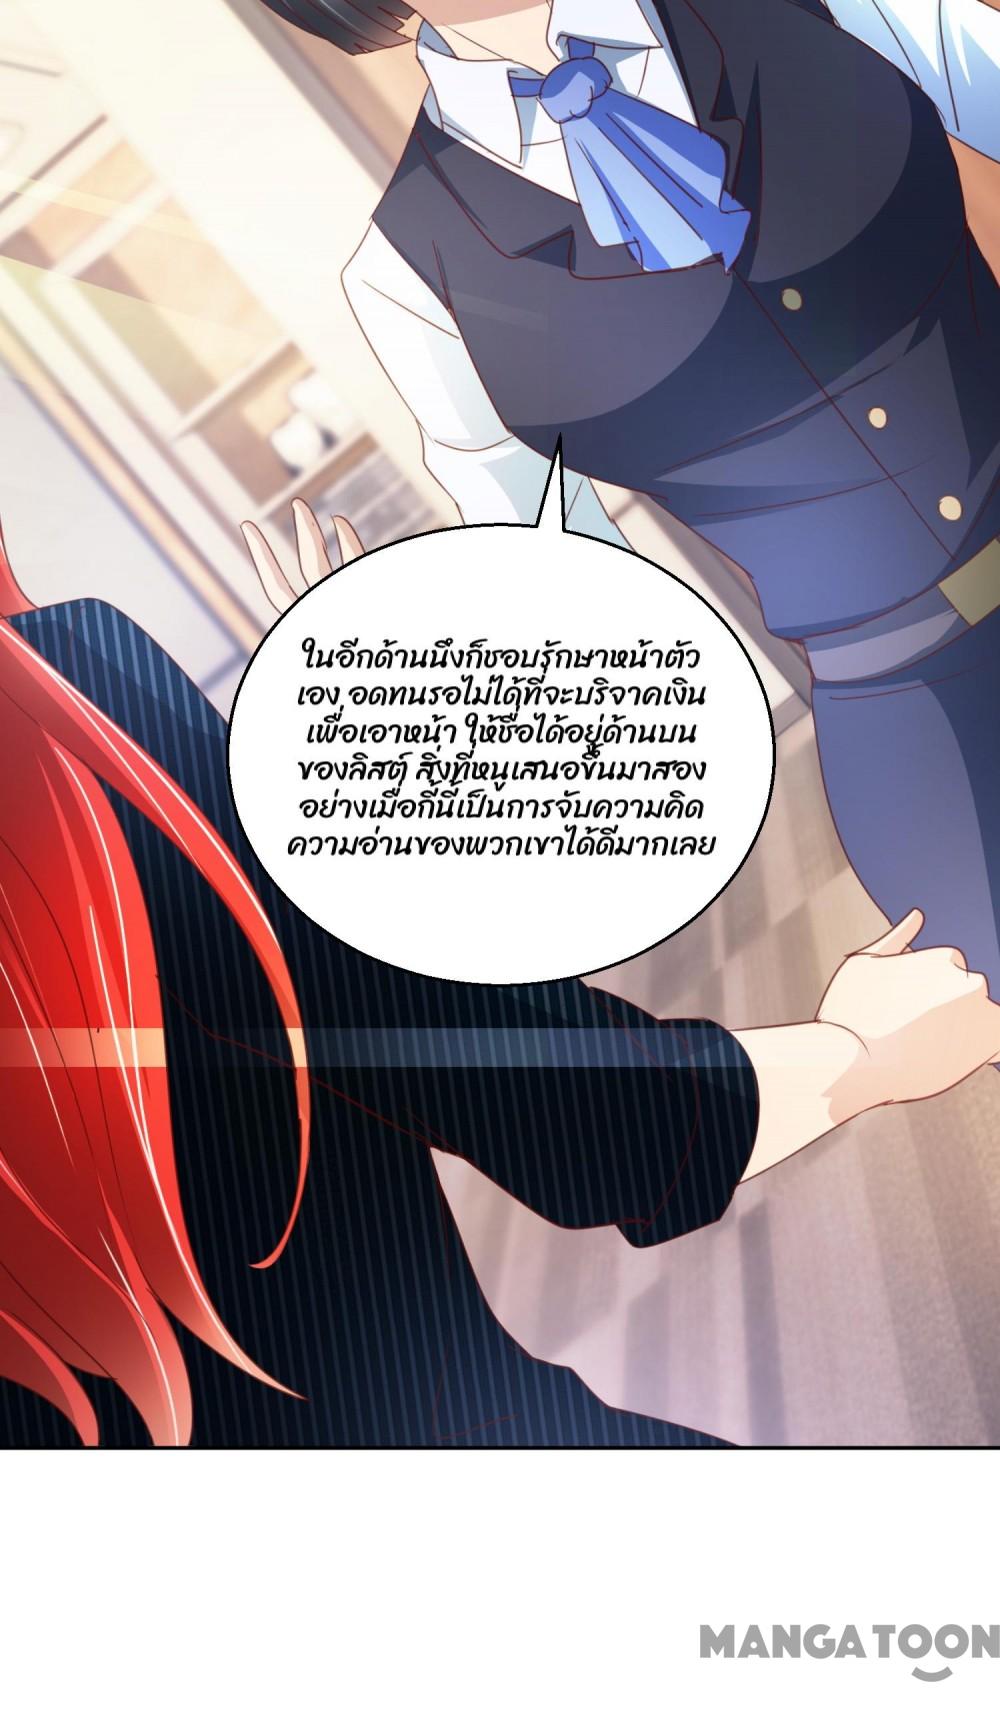 ในอีกด้านนึงก็ชอบรักษาหน้าตัว
เอง อดทนรอไม่ได้ที่จะบริจาคเงิน
เพื่อเอาหน้า ให้ชื่อได้อยู่ด้านบน
ของลิสต์ สิ่งที่หนูเสนอขึ้นมาสอง
อย่างเมื่อกี้นี้เป็นการจับความคิด
ความอ่านของพวกเขาได้ดีมากเลย
MANGATOON